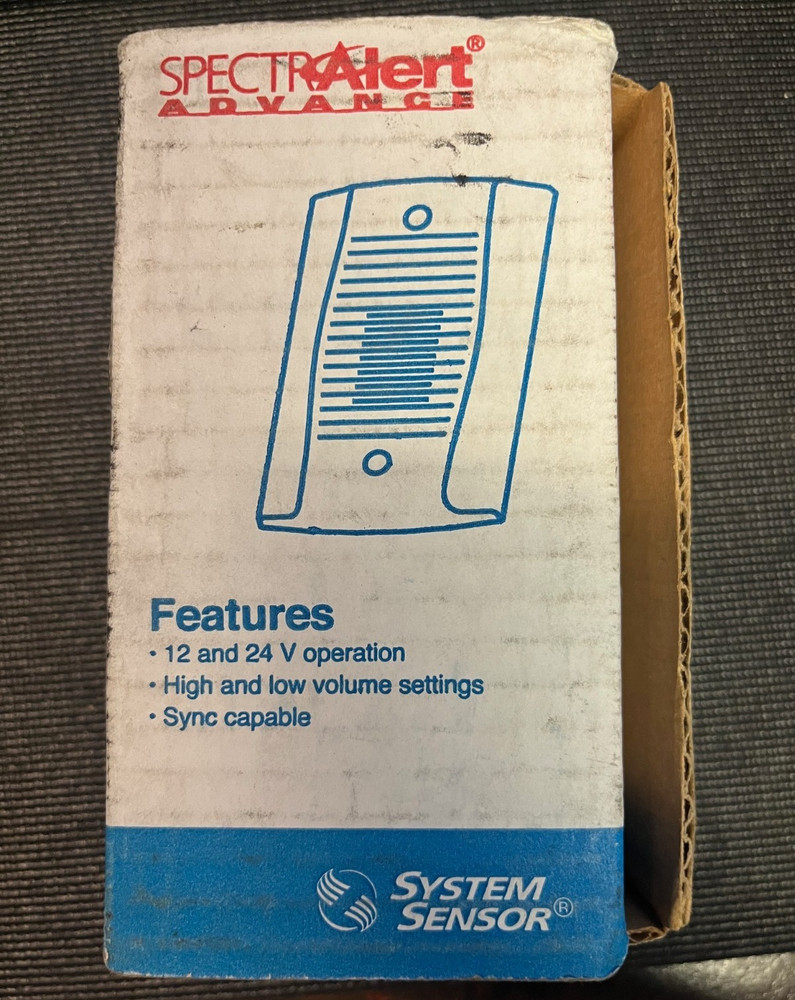 SPECTRAlert®
ADVANCE
Features
· 12 and 24 V operation
· High and low volume settings
· Sync capable
SYSTEM
SENSOR®